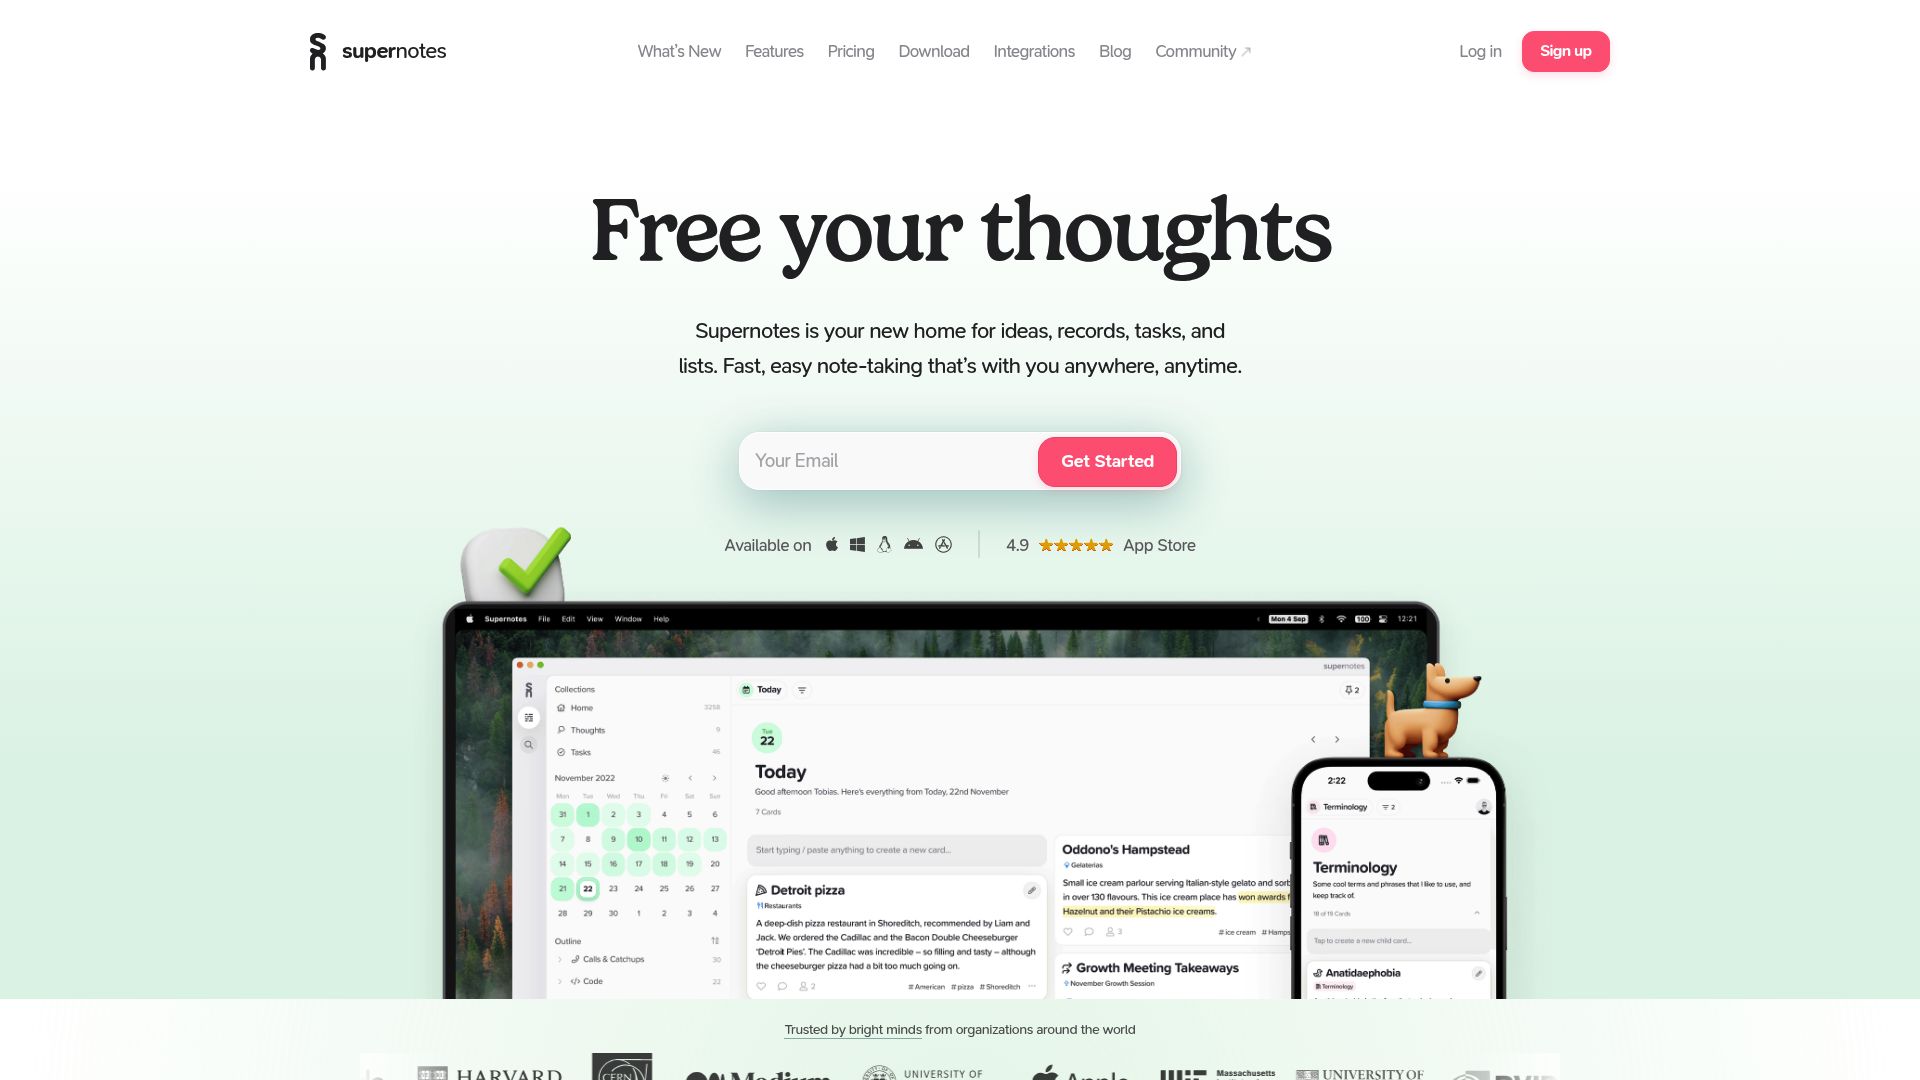 supernotes
What's New
Features
Pricing
Download
Integrations
Blog
Community
Log in
Sign up
Free your thoughts
Supernotes is your new home for ideas, records, tasks, and
lists. Fast, easy note-taking that's with you anywhere, anytime.
Your Email
Get Started
Available on
4.9
App Store
Supernotes File Edit View Window Help
Mon 4 Sep
100
12:21
supernotes
Collections
Home 3258
Thoughts 9
Tasks 46
November 2022
Mon Tue Wed Thu Fri Sat Sun
31 1 2 3 4 5 6
7 8 9 10 11 12 13
14 15 16 17 18 19 20
21 22 23 24 25 26 27
28 29 30 1 2 3 4
Outline
Calls & Catchups 30
Code 22
Today
2
Tue
22
Today
Good afternoon Tobias. Here's everything from Today, 22nd November
7 Cards
Start typing / paste anything to create a new card...
Detroit pizza
Restaurants
A deep-dish pizza restaurant in Shoreditch, recommended by Liam and
Jack. We ordered the Cadillac and the Bacon Double Cheeseburger
'Detroit Pies'. The Cadillac was incredible – so filling and tasty – although
the cheeseburger pizza had a bit too much going on.
2
# American # pizza # Shoreditch
Oddono's Hampstead
Gelaterias
Small ice cream parlour serving Italian-style gelato and sorb
in over 130 flavours. This ice cream place has won awards f
Hazelnut and their Pistachio ice creams.
3
# ice cream # Hamps
Growth Meeting Takeaways
November Growth Session
2:22
Terminology
2
Terminology
Some cool terms and phrases that I like to use, and
keep track of.
18 of 19 Cards
Tap to create a new child card...
Anatidaephobia
Terminology
Trusted by bright minds from organizations around the world
HARVARD
CERN
Medium
UNIVERSITY OF
Apple
Massachusetts
UNIVERSITY OF